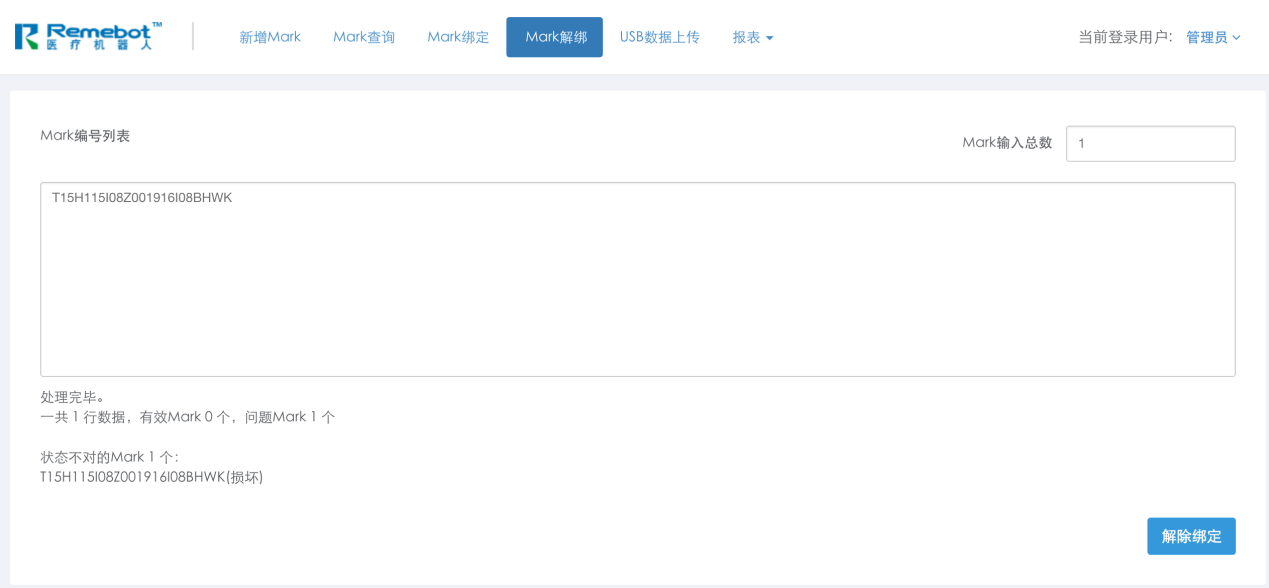 Remebot™
医疗机器人
新增Mark Mark查询 Mark绑定 Mark解绑 USB数据上传 报表 当前登录用户: 管理员
Mark编号列表
Mark输入总数 1
T15H115I08Z001916I08BHWK
处理完毕。
一共 1 行数据，有效Mark 0 个，问题Mark 1 个
状态不对的Mark 1 个：
T15H115I08Z001916I08BHWK(损坏)
解除绑定